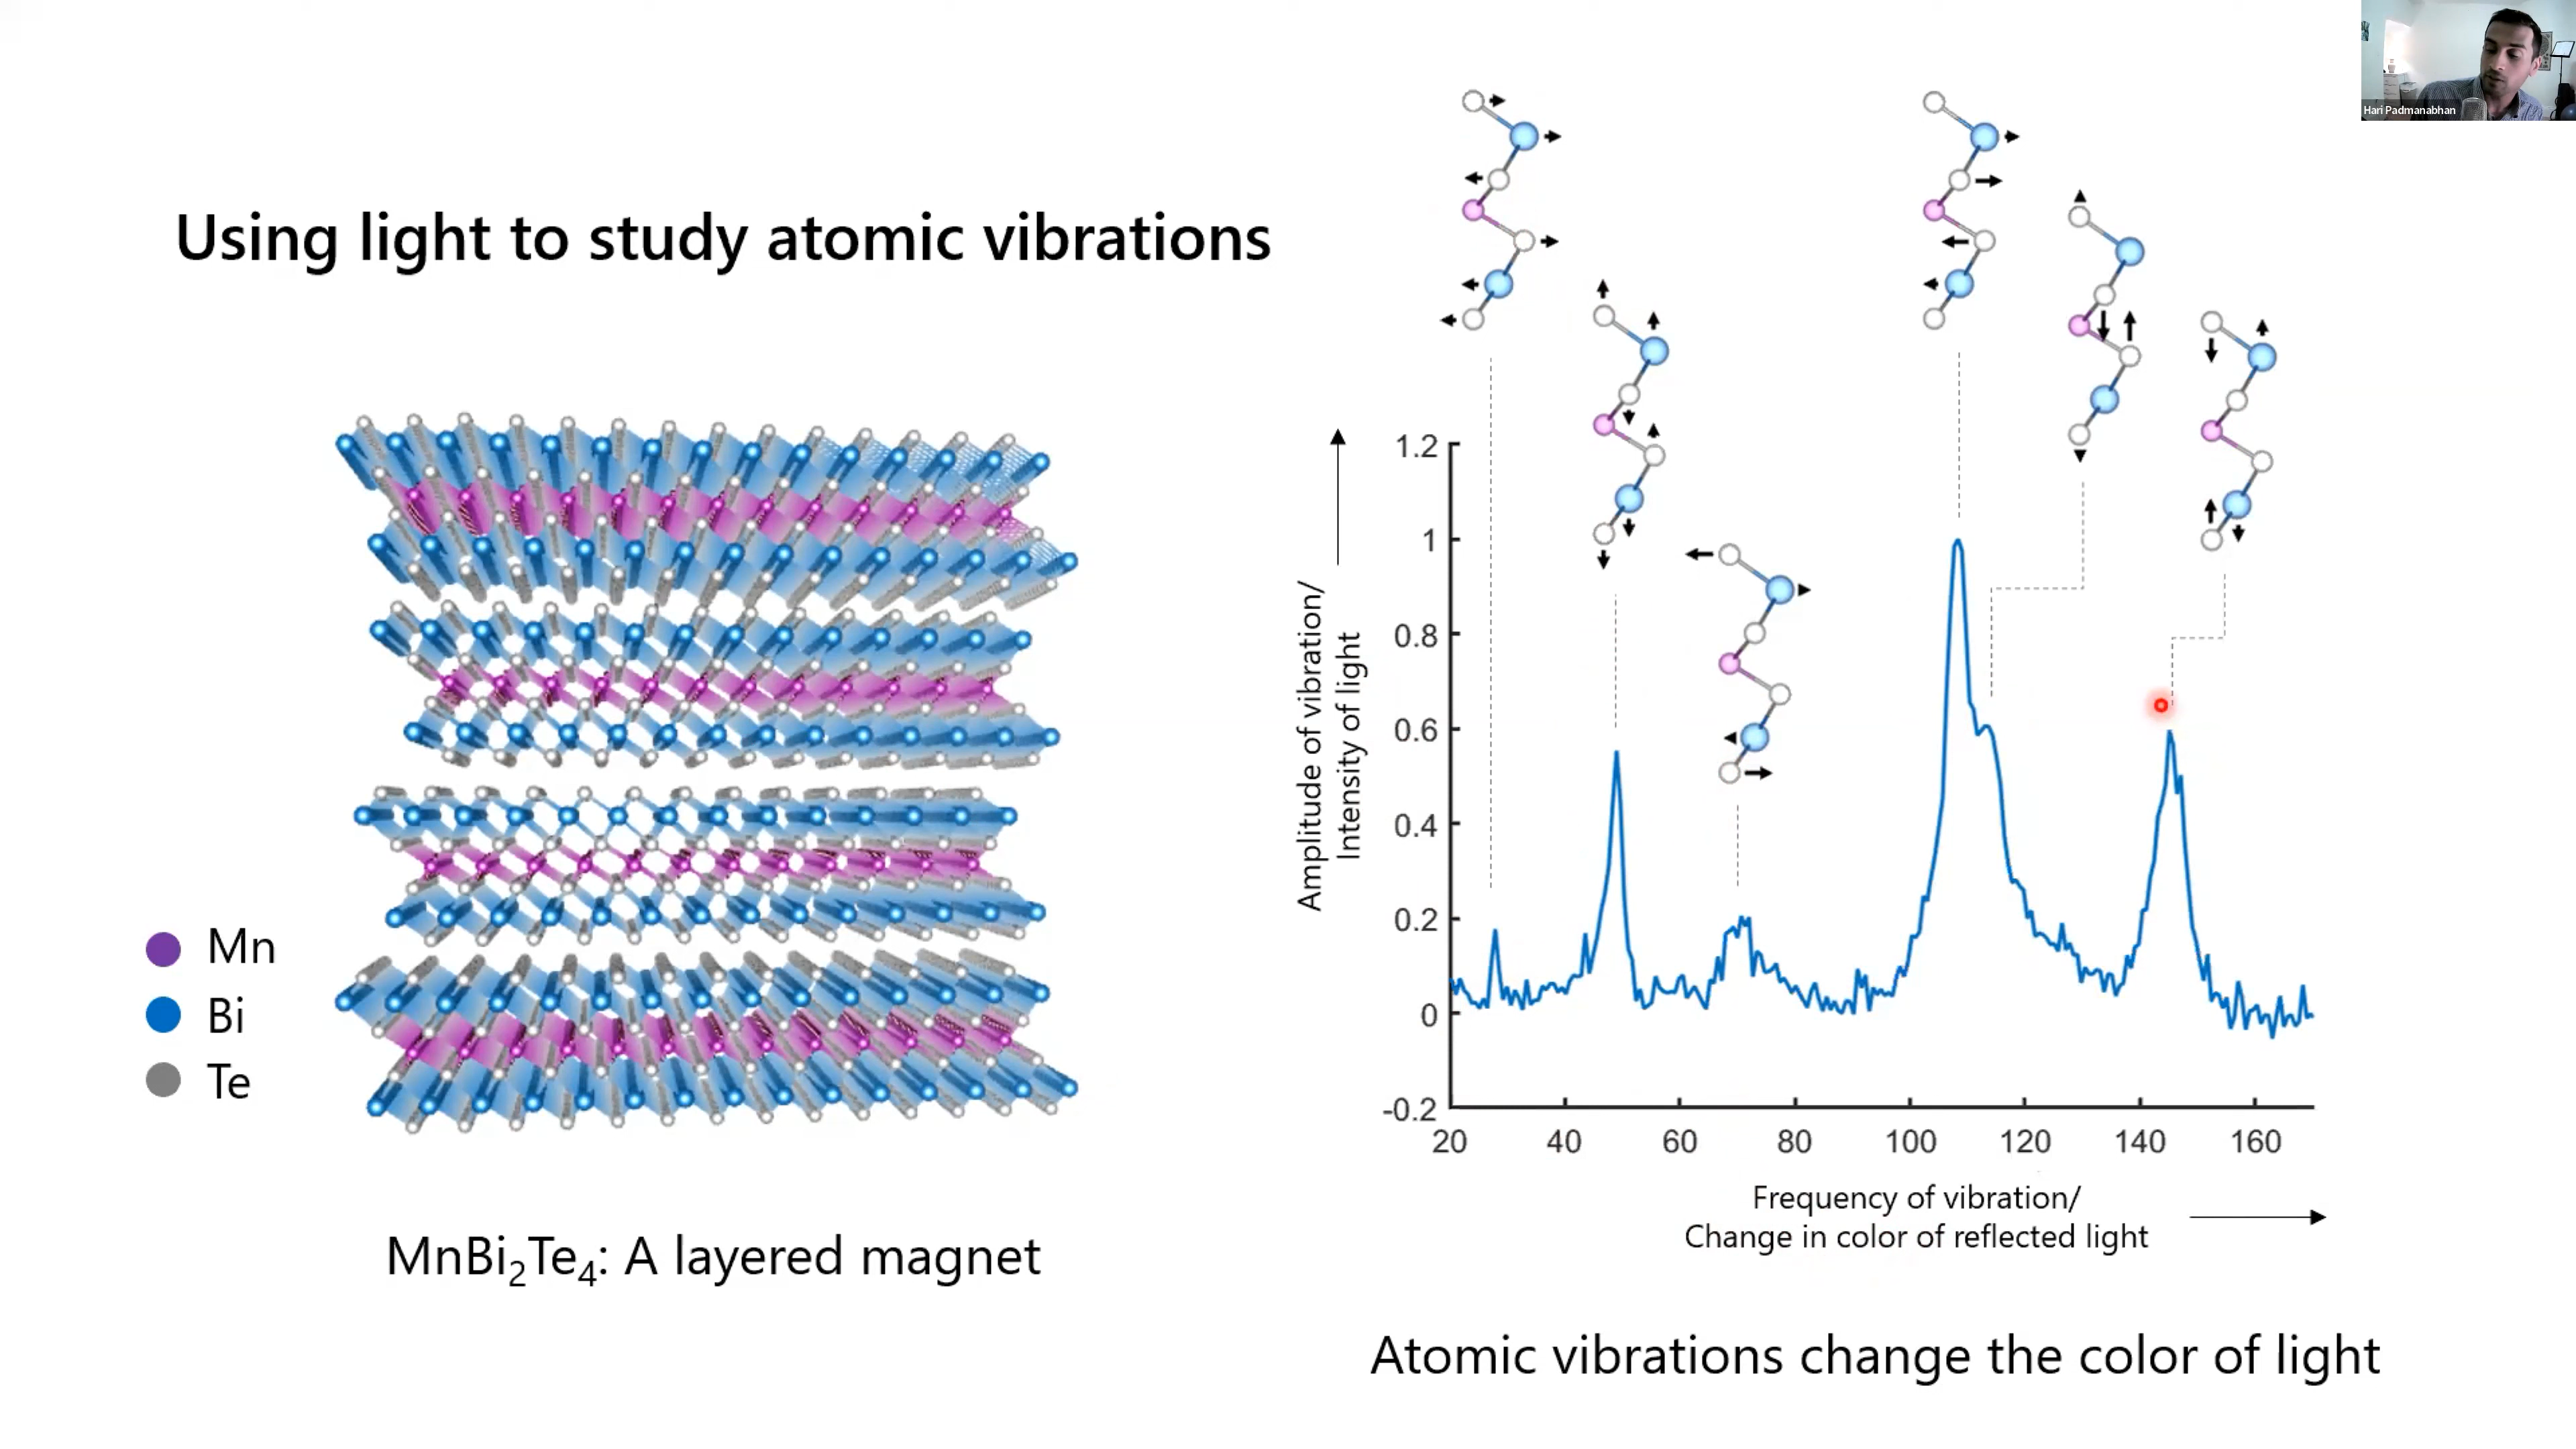 Hari Padmanabhan
Using light to study atomic vibrations
Mn
Bi
Te
MnBi₂Te₄: A layered magnet
Amplitude of vibration/
Intensity of light
1.2
1
0.8
0.6
0.4
0.2
0
-0.2
20 40 60 80 100 120 140 160
Frequency of vibration/
Change in color of reflected light
Atomic vibrations change the color of light